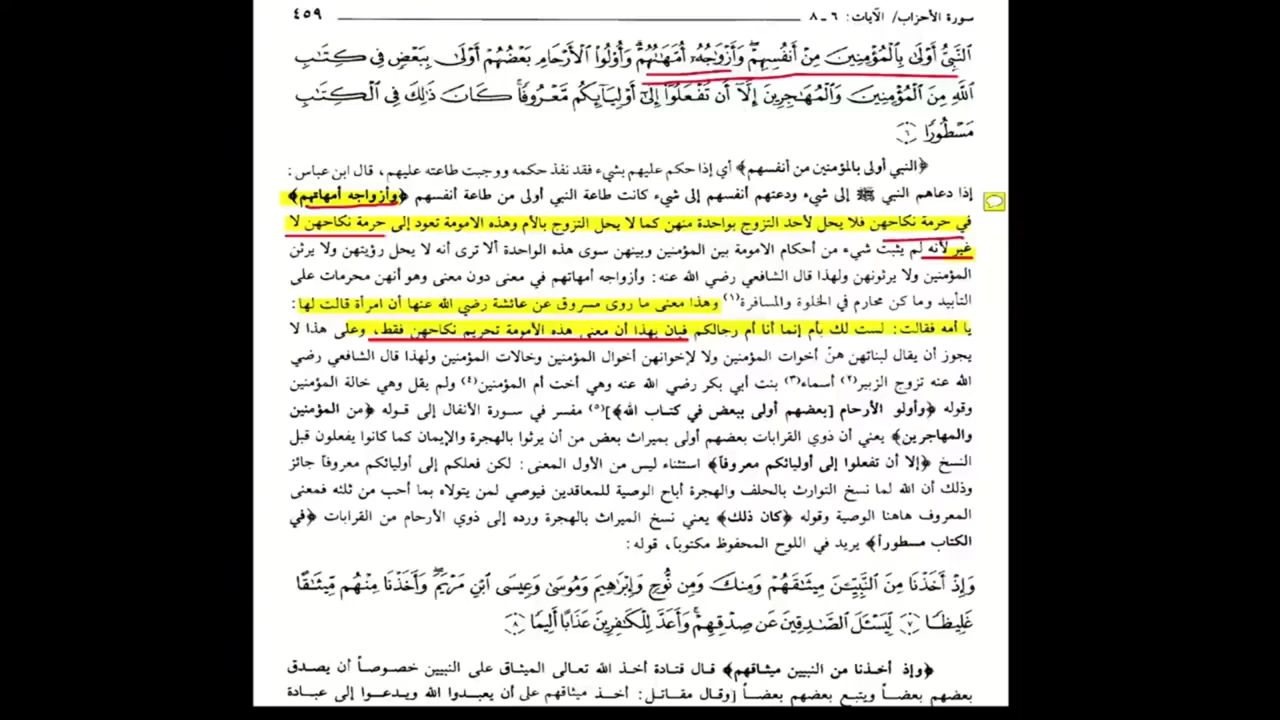 سورة الأحزاب/ الآيات: ٦ ـ ٨ ٤٥٩
ٱلنَّبِىُّ أَوْلَىٰ بِٱلْمُؤْمِنِينَ مِنْ أَنفُسِهِمْ ۖ وَأَزْوَٰجُهُۥٓ أُمَّهَٰتُهُمْ ۗ وَأُو۟لُوا۟ ٱلْأَرْحَامِ بَعْضُهُمْ أَوْلَىٰ بِبَعْضٍ فِى كِتَٰبِ
ٱللَّهِ مِنَ ٱلْمُؤْمِنِينَ وَٱلْمُهَٰجِرِينَ إِلَّآ أَن تَفْعَلُوٓا۟ إِلَىٰٓ أَوْلِيَآئِكُم مَّعْرُوفًا ۚ كَانَ ذَٰلِكَ فِى ٱلْكِتَٰبِ
مَسْطُورًا ٦
﴿النبي أولى بالمؤمنين من أنفسهم﴾ أي إذا حكم عليهم بشيء فقد نفذ حكمه ووجبت طاعته عليهم، قال ابن عباس:
إذا دعاهم النبي ﷺ إلى شيء ودعتهم أنفسهم إلى شيء كانت طاعة النبي أولى من طاعة أنفسهم ﴿وأزواجه أمهاتهم﴾
في حرمة نكاحهن فلا يحل لأحد التزوج بواحدة منهن كما لا يحل التزوج بالأم وهذه الامومة تعود إلى حرمة نكاحهن لا
غير لأنه لم يثبت شيء من أحكام الامومة بين المؤمنين وبينهن سوى هذه الواحدة ألا ترى أنه لا يحل رؤيتهن ولا يرثن
المؤمنين ولا يرثونهن ولهذا قال الشافعي رضي الله عنه: وأزواجه أمهاتهم في معنى دون معنى وهو أنهن محرمات على
التأبيد وما كن محارم في الخلوة والمسافرة(١) وهذا معنى ما روى مسروق عن عائشة رضي الله عنها أن امرأة قالت لها:
يا أمه فقالت: لست لك بأم إنما أنا أم رجالكم فبان بهذا أن معنى هذه الأمومة تحريم نكاحهن فقط، وعلى هذا لا
يجوز أن يقال لبناتهن هنّ أخوات المؤمنين ولا لإخوانهن أخوال المؤمنين وخالات المؤمنين ولهذا قال الشافعي رضي
الله عنه تزوج الزبير(٢) أسماء(٣) بنت أبي بكر رضي الله عنه وهي أخت أم المؤمنين(٤) ولم يقل وهي خالة المؤمنين
وقوله ﴿وأولو الأرحام [بعضهم أولى ببعض في كتاب الله﴾](٥) مفسر في سورة الأنفال إلى قوله ﴿من المؤمنين
والمهاجرين﴾ يعني أن ذوي القرابات بعضهم أولى بميراث بعض من أن يرثوا بالهجرة والإيمان كما كانوا يفعلون قبل
النسخ ﴿إلا أن تفعلوا إلى أوليائكم معروفاً﴾ استثناء ليس من الأول المعنى: لكن فعلكم إلى أوليائكم معروفاً جائز
وذلك أن الله لما نسخ التوارث بالحلف والهجرة أباح الوصية للمعاقدين فيوصي لمن يتولاه بما أحب من ثلثه فمعنى
المعروف هاهنا الوصية وقوله ﴿كان ذلك﴾ يعني نسخ الميراث بالهجرة ورده إلى ذوي الأرحام من القرابات ﴿في
الكتاب مسطوراً﴾ يريد في اللوح المحفوظ مكتوباً، قوله:
وَإِذْ أَخَذْنَا مِنَ ٱلنَّبِيِّۦنَ مِيثَٰقَهُمْ وَمِنكَ وَمِن نُّوحٍ وَإِبْرَٰهِيمَ وَمُوسَىٰ وَعِيسَى ٱبْنِ مَرْيَمَ ۖ وَأَخَذْنَا مِنْهُم مِّيثَٰقًا
غَلِيظًا ٧ لِّيَسْـَٔلَ ٱلصَّٰدِقِينَ عَن صِدْقِهِمْ ۚ وَأَعَدَّ لِلْكَٰفِرِينَ عَذَابًا أَلِيمًا ٨
﴿وإذ أخذنا من النبيين ميثاقهم﴾ قال قتادة أخذ الله تعالى الميثاق على النبيين خصوصاً أن يصدق
بعضهم بعضاً ويتبع بعضهم بعضاً [وقال مقاتل: أخذ ميثاقهم على أن يعبدوا الله ويدعوا إلى عبادة